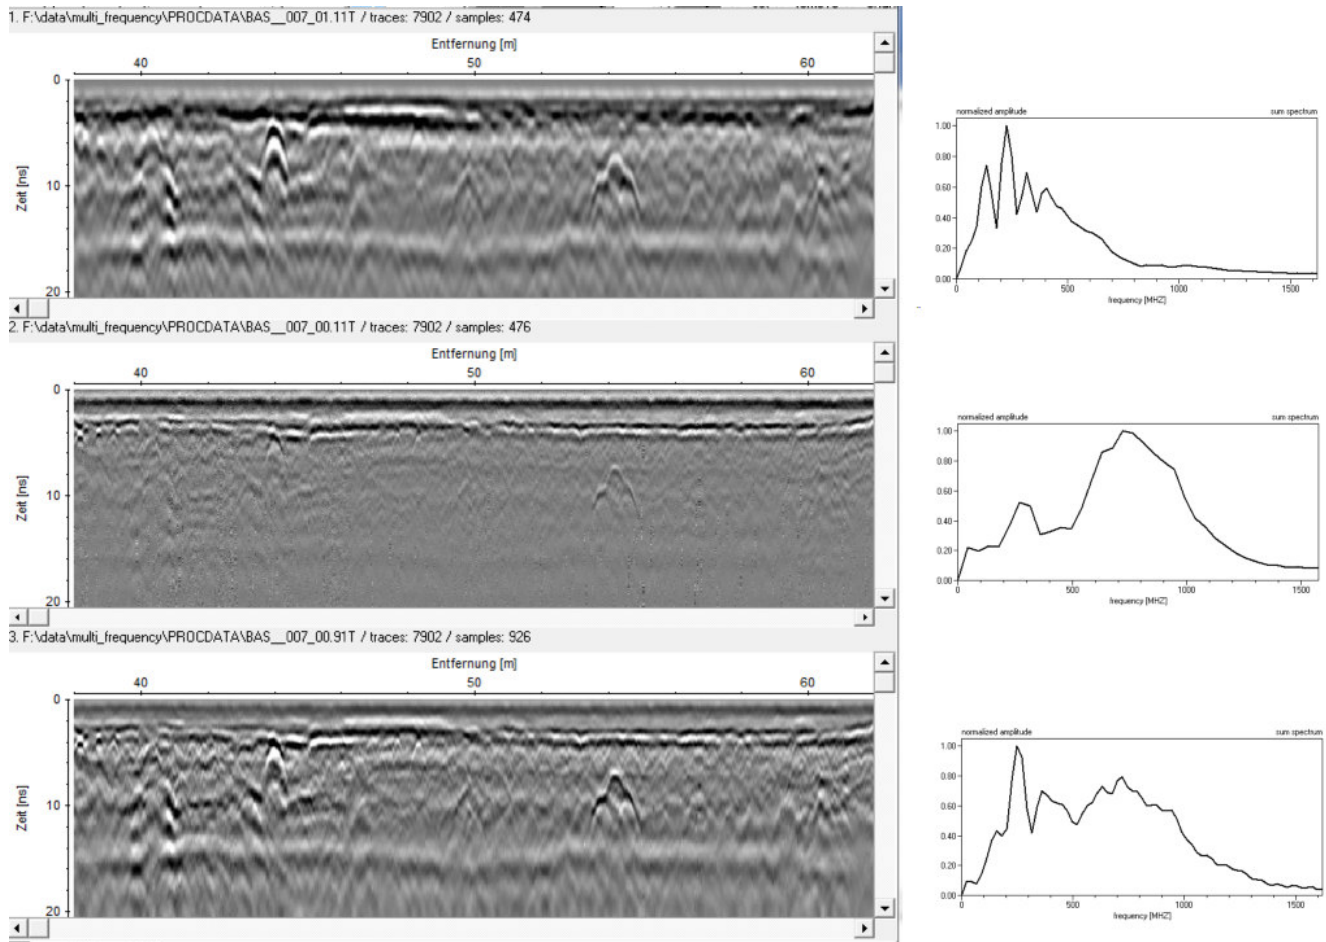 1. F:\data\multi_frequency\PROCDATA\BAS__007_01.11T / traces: 7902 / samples: 474
Entfernung [m]
40 50 60
0
10
20
Zeit [ns]
normalized amplitude sum spectrum
1.00
0.80
0.60
0.40
0.20
0.00
0 500 1000 1500
frequency [MHZ]
2. F:\data\multi_frequency\PROCDATA\BAS__007_00.11T / traces: 7902 / samples: 476
Entfernung [m]
40 50 60
0
10
20
Zeit [ns]
normalized amplitude sum spectrum
1.00
0.80
0.60
0.40
0.20
0.00
0 500 1000 1500
frequency [MHZ]
3. F:\data\multi_frequency\PROCDATA\BAS__007_00.91T / traces: 7902 / samples: 926
Entfernung [m]
40 50 60
0
10
20
Zeit [ns]
normalized amplitude sum spectrum
1.00
0.80
0.60
0.40
0.20
0.00
0 500 1000 1500
frequency [MHZ]